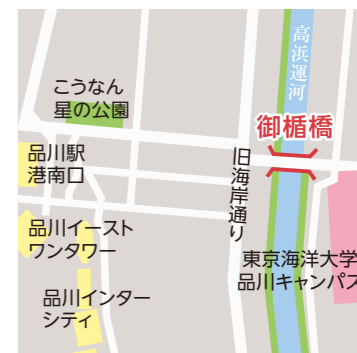 高浜運河
こうなん
星の公園
御楯橋
品川駅
港南口
旧海岸通り
品川イースト
ワンタワー
東京海洋大学
品川キャンパス
品川インター
シティ